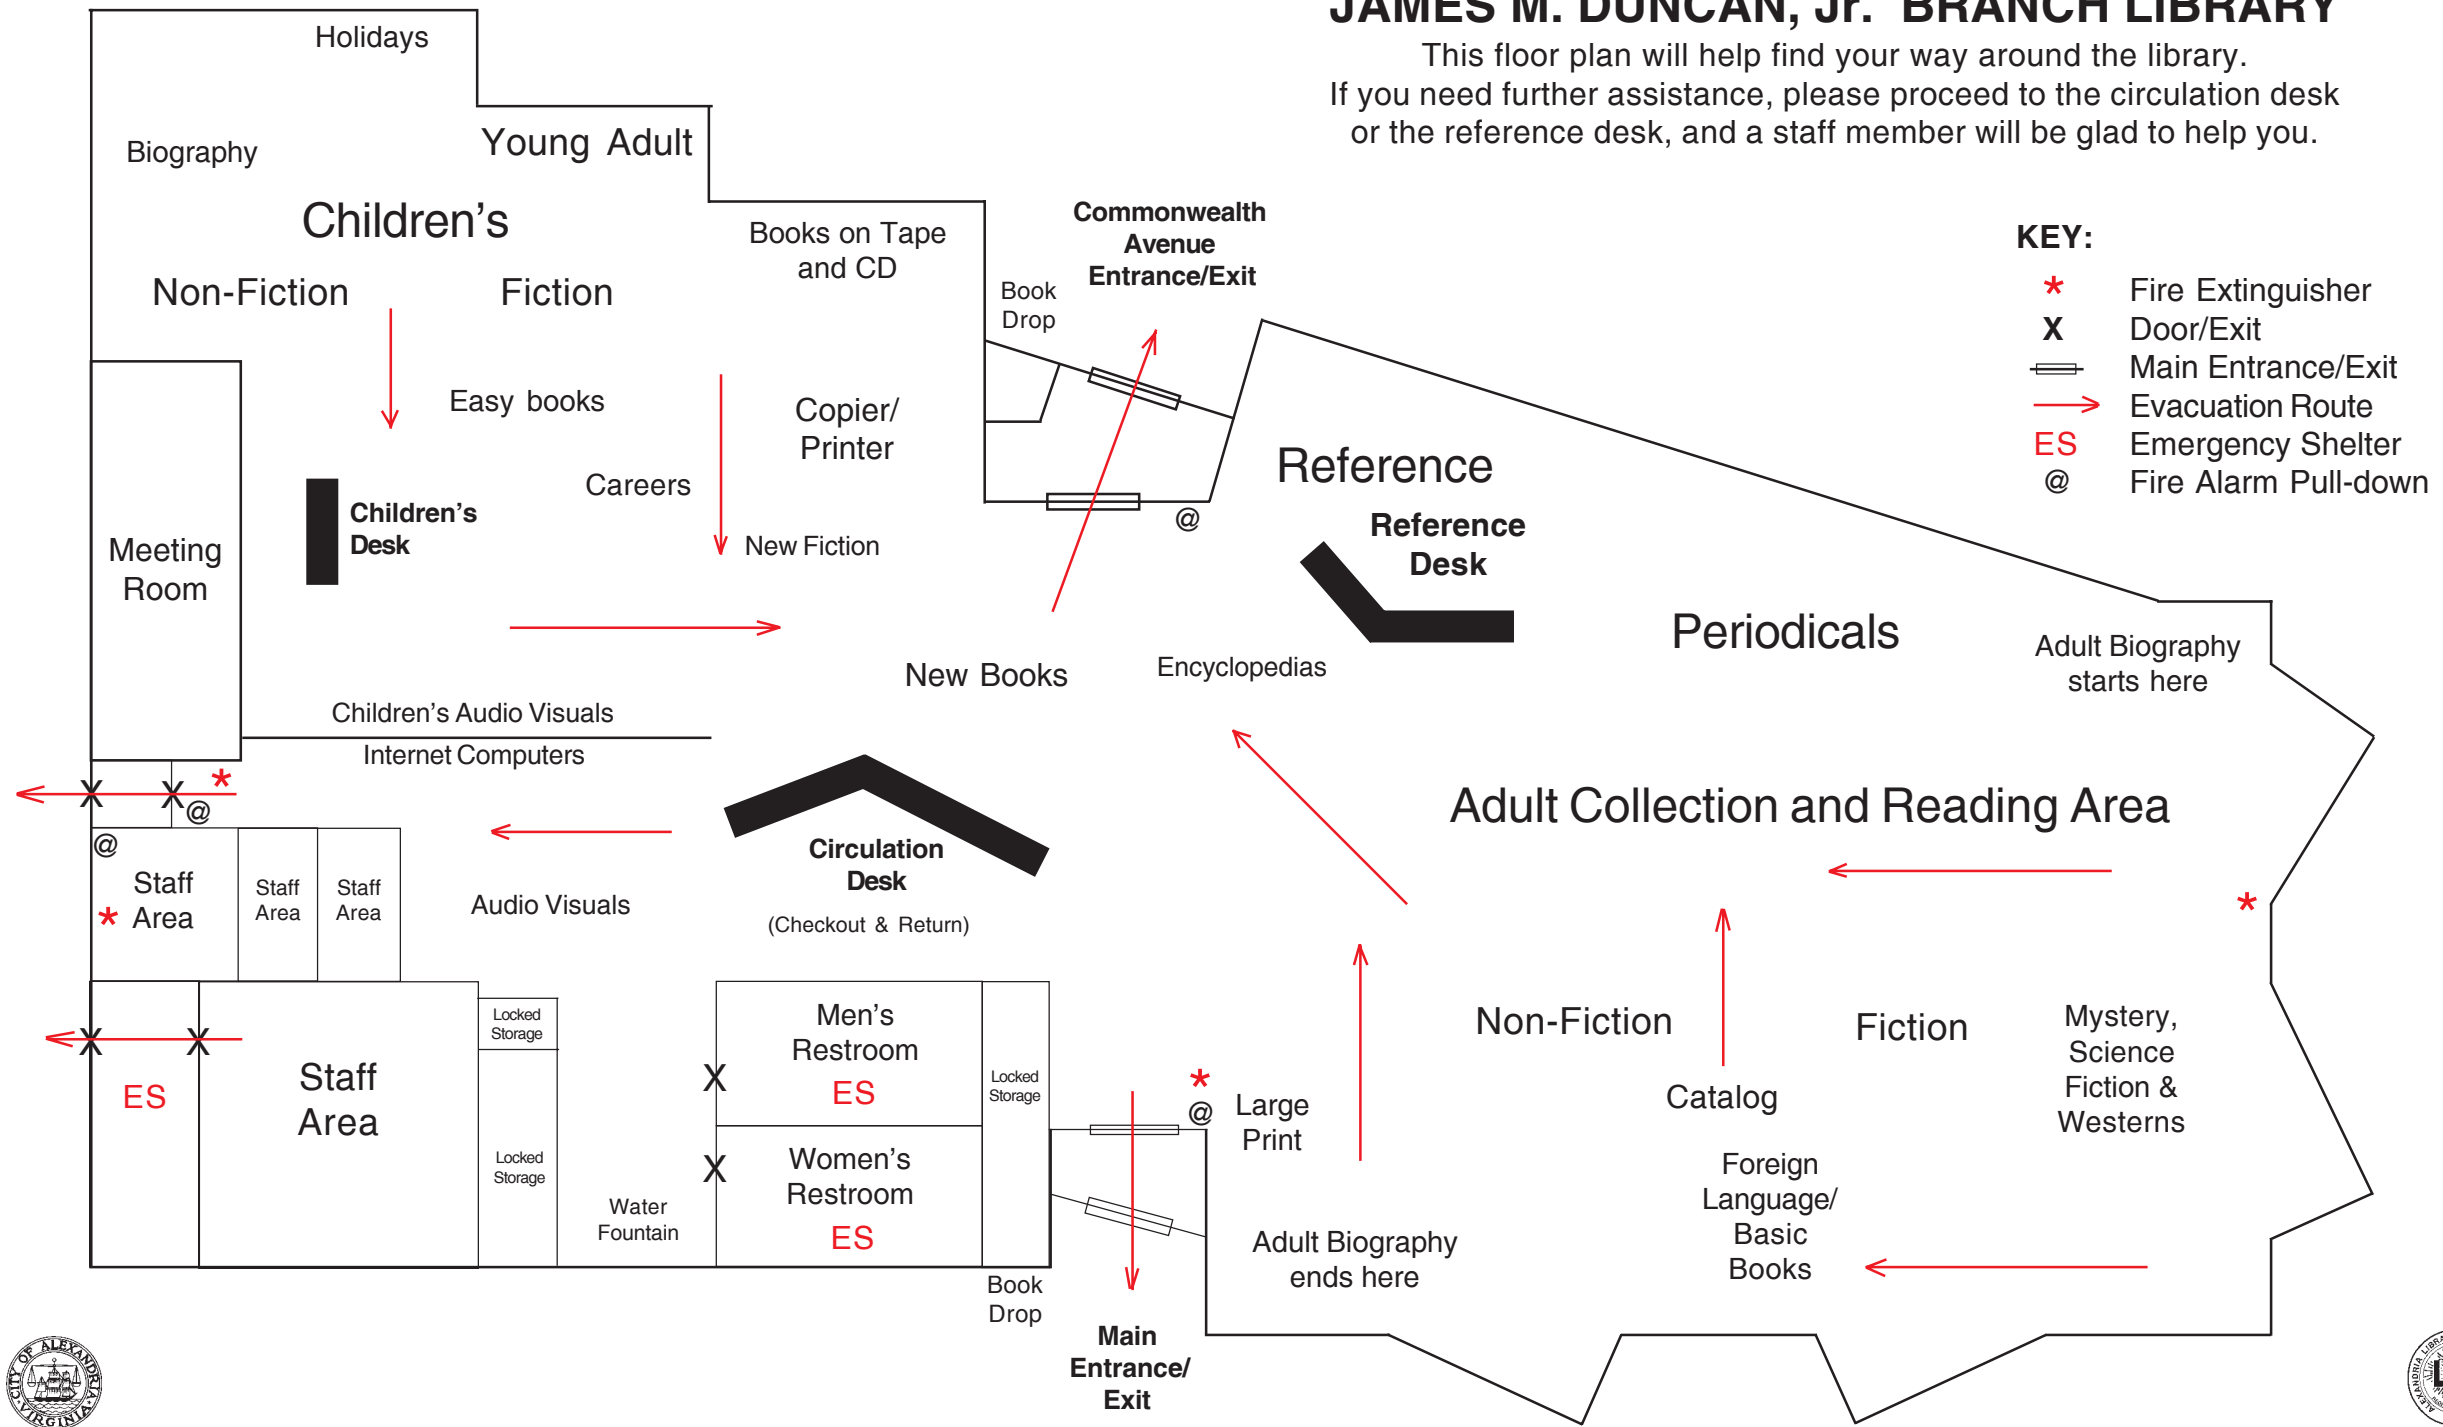 JAMES M. DUNCAN, Jr. BRANCH LIBRARY
This floor plan will help find your way around the library.
If you need further assistance, please proceed to the circulation desk
or the reference desk, and a staff member will be glad to help you.
KEY:
* Fire Extinguisher
X Door/Exit
Main Entrance/Exit
Evacuation Route
ES Emergency Shelter
@ Fire Alarm Pull-down
Holidays
Biography
Young Adult
Children's
Non-Fiction
Fiction
Books on Tape
and CD
Commonwealth
Avenue
Entrance/Exit
Book
Drop
Easy books
Copier/
Printer
Careers
Children's
Desk
New Fiction
Meeting
Room
@
Reference
Reference
Desk
Periodicals
Adult Biography
starts here
New Books
Encyclopedias
Children's Audio Visuals
Internet Computers
X
X
*
@
@
Staff
Area
*
Staff
Area
Staff
Area
Audio Visuals
Circulation
Desk
(Checkout & Return)
Adult Collection and Reading Area
*
X
X
ES
Staff
Area
Locked
Storage
Locked
Storage
Water
Fountain
X
Men's
Restroom
ES
X
Women's
Restroom
ES
Locked
Storage
*
@
Large
Print
Non-Fiction
Fiction
Mystery,
Science
Fiction &
Westerns
Catalog
Foreign
Language/
Basic
Books
Adult Biography
ends here
Book
Drop
Main
Entrance/
Exit
CITY OF ALEXANDRIA
VIRGINIA